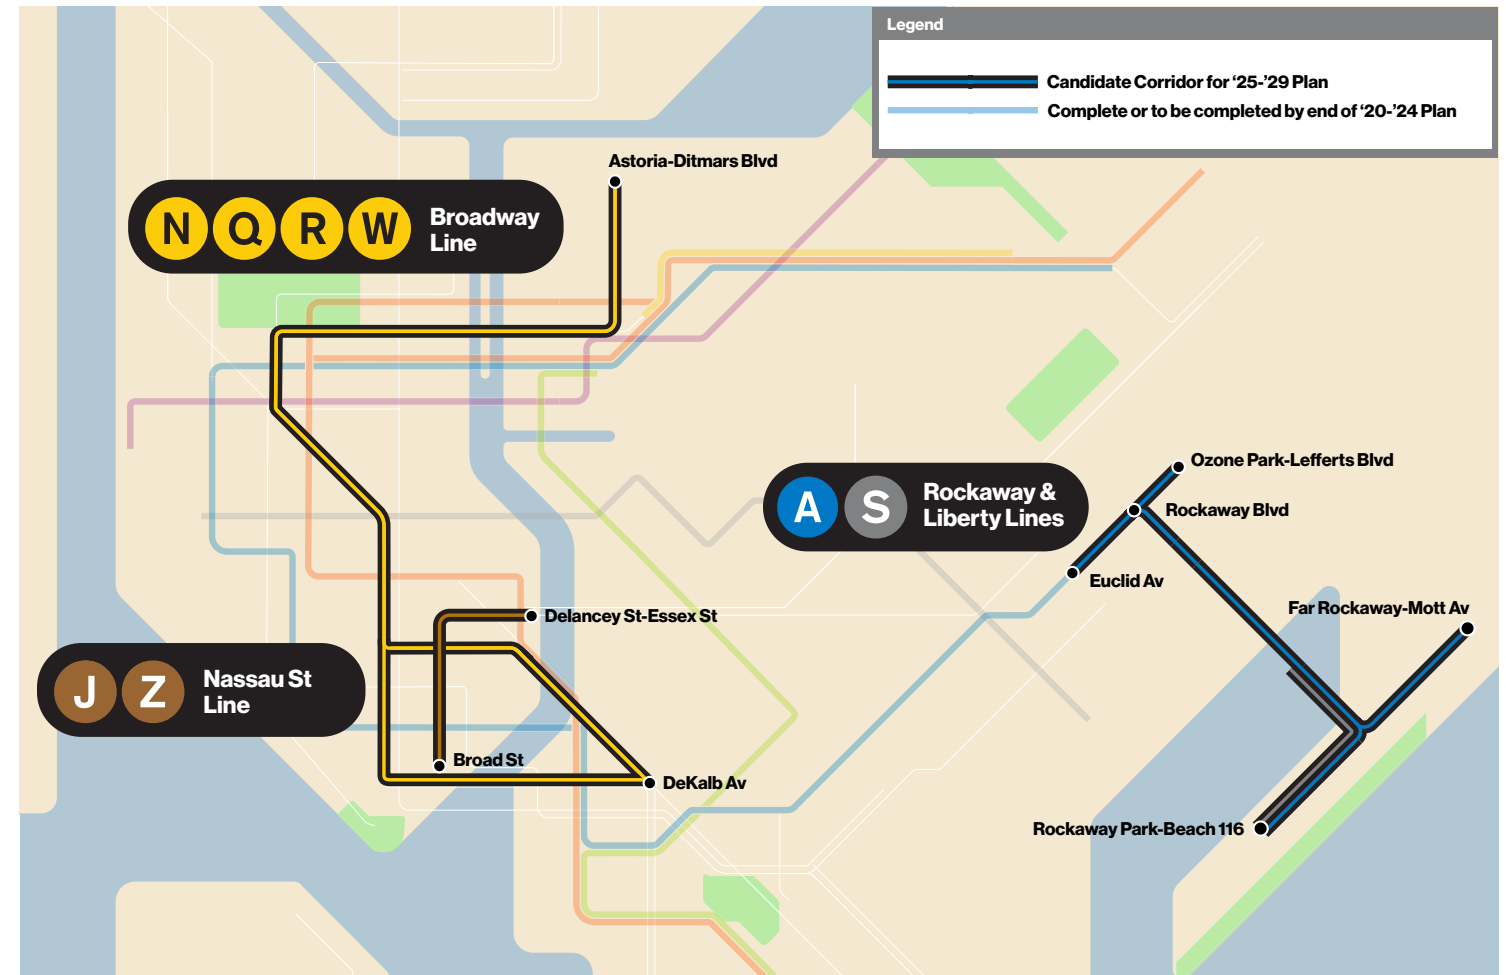 Legend
Candidate Corridor for ‘25-’29 Plan
Complete or to be completed by end of ‘20-’24 Plan
Astoria-Ditmars Blvd
N Q R W
Broadway
Line
Ozone Park-Lefferts Blvd
A S
Rockaway &
Liberty Lines
Rockaway Blvd
Euclid Av
Far Rockaway-Mott Av
Delancey St-Essex St
J Z
Nassau St
Line
Broad St
DeKalb Av
Rockaway Park-Beach 116